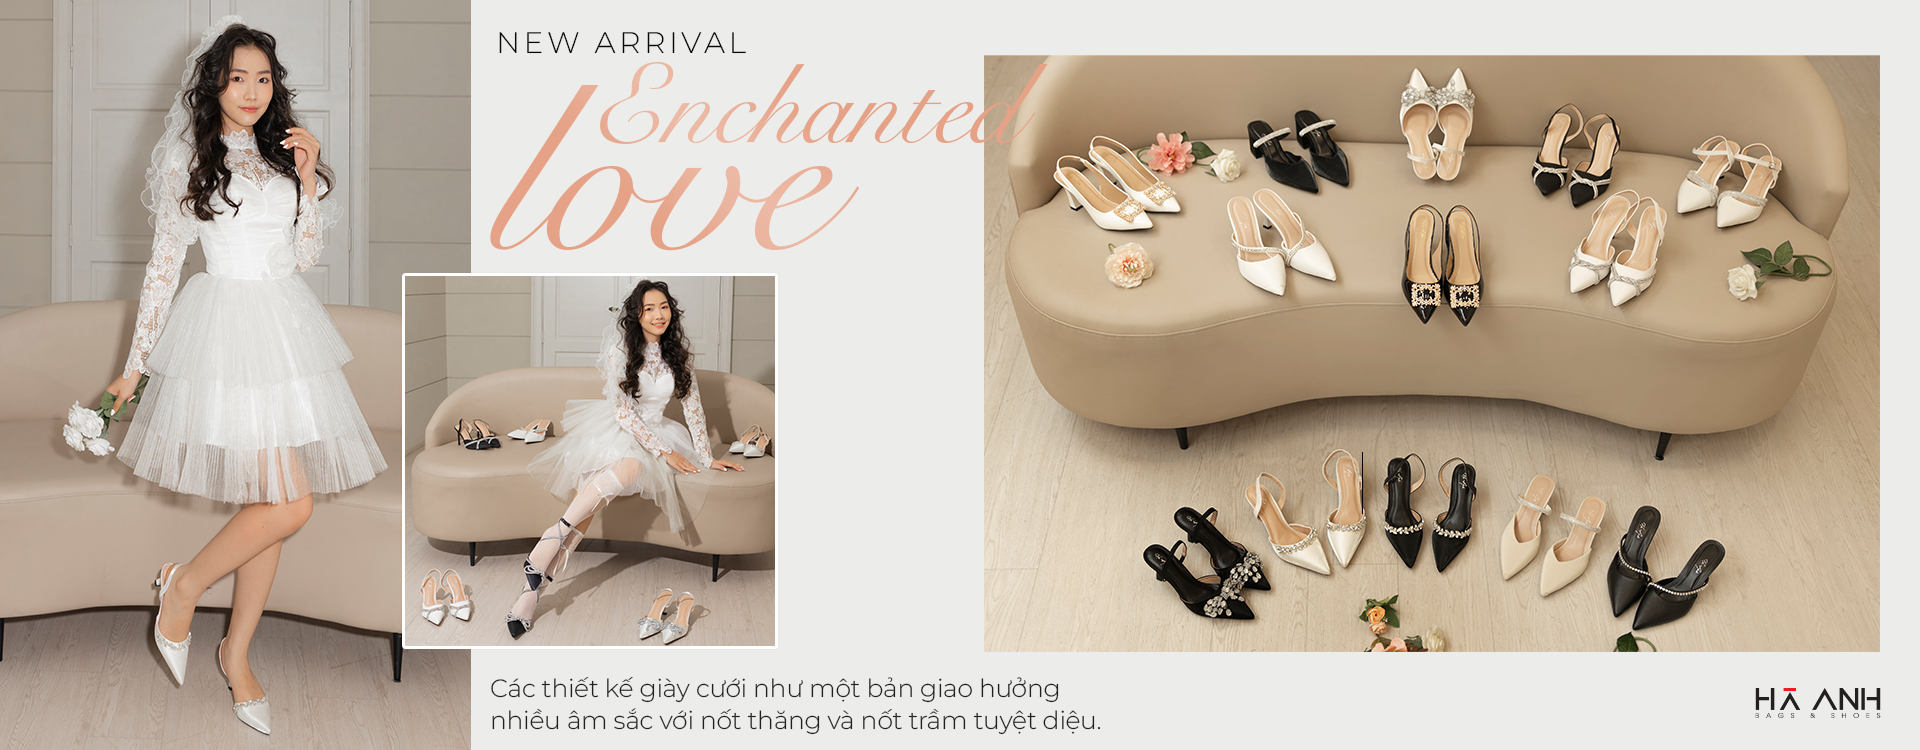 NEW ARRIVAL
Enchanted
love
Các thiết kế giày cưới như một bản giao hưởng
nhiều âm sắc với nốt thăng và nốt trầm tuyệt diệu.
HÀ ANH
BAGS & SHOES